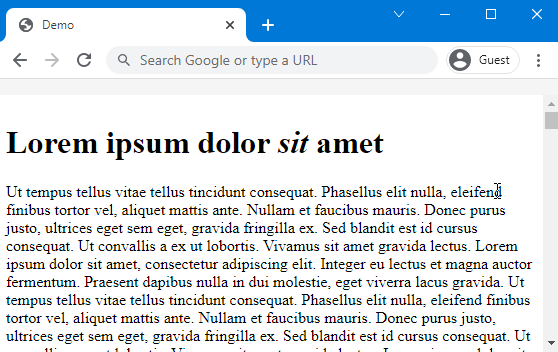 Demo
Search Google or type a URL
Guest
Lorem ipsum dolor sit amet
Ut tempus tellus vitae tellus tincidunt consequat. Phasellus elit nulla, eleifend
finibus tortor vel, aliquet mattis ante. Nullam et faucibus mauris. Donec purus
justo, ultrices eget sem eget, gravida fringilla ex. Sed blandit est id cursus
consequat. Ut convallis a ex ut lobortis. Vivamus sit amet gravida lectus. Lorem
ipsum dolor sit amet, consectetur adipiscing elit. Integer eu lectus et magna auctor
fermentum. Praesent dapibus nulla in dui molestie, eget viverra lacus gravida. Ut
tempus tellus vitae tellus tincidunt consequat. Phasellus elit nulla, eleifend finibus
tortor vel, aliquet mattis ante. Nullam et faucibus mauris. Donec purus justo,
ultrices eget sem eget, gravida fringilla ex. Sed blandit est id cursus consequat. Ut